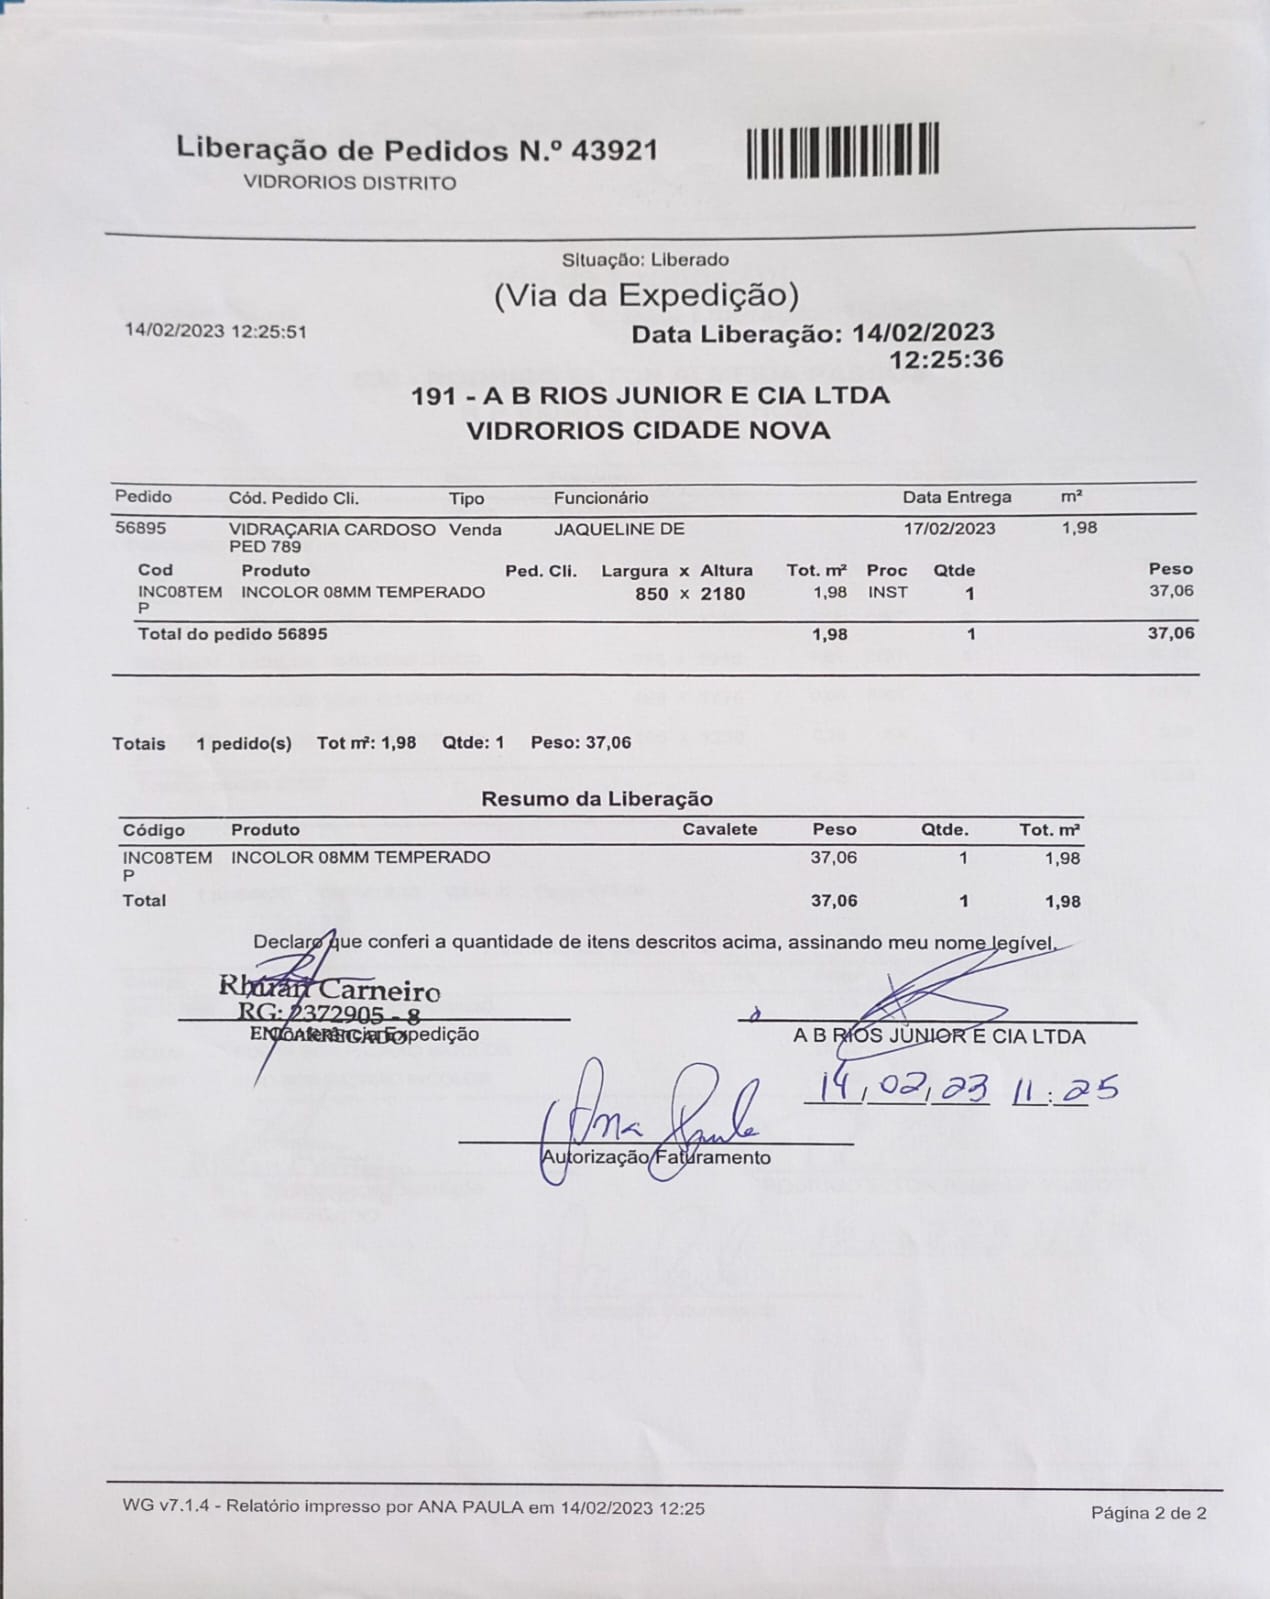 Liberação de Pedidos N.º 43921
VIDRORIOS DISTRITO
Situação: Liberado
(Via da Expedição)
14/02/2023 12:25:51
Data Liberação: 14/02/2023
12:25:36
191 - A B RIOS JUNIOR E CIA LTDA
VIDRORIOS CIDADE NOVA
Pedido Cód. Pedido Cli. Tipo Funcionário Data Entrega m²
56895 VIDRAÇARIA CARDOSO Venda JAQUELINE DE 17/02/2023 1,98
PED 789
Cod Produto Ped. Cli. Largura x Altura Tot. m² Proc Qtde Peso
INC08TEM INCOLOR 08MM TEMPERADO 850 x 2180 1,98 INST 1 37,06
P
Total do pedido 56895 1,98 1 37,06
Totais 1 pedido(s) Tot m²: 1,98 Qtde: 1 Peso: 37,06
Resumo da Liberação
Código Produto Cavalete Peso Qtde. Tot. m²
INC08TEM INCOLOR 08MM TEMPERADO 37,06 1 1,98
P
Total 37,06 1 1,98
Declaro que conferi a quantidade de itens descritos acima, assinando meu nome legível.
Rhuan Carneiro
RG: 2372905 - 8
ENCARREGADO
Conferência Expedição
A B RIOS JUNIOR E CIA LTDA
14, 02, 23 11:25
Ana Paula
Autorização Faturamento
WG v7.1.4 - Relatório impresso por ANA PAULA em 14/02/2023 12:25
Página 2 de 2